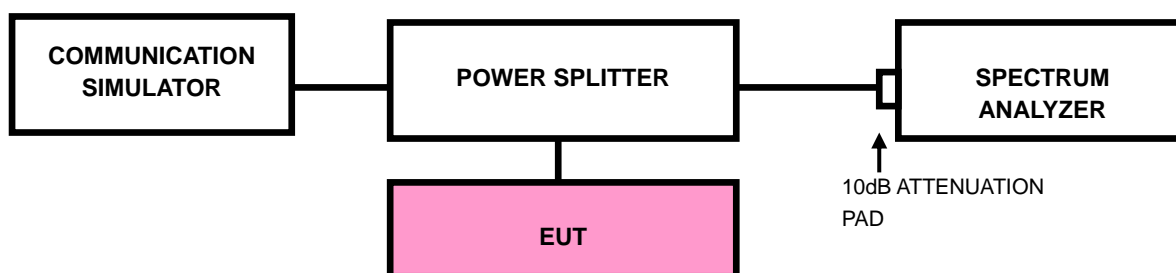 COMMUNICATION
SIMULATOR
POWER SPLITTER
SPECTRUM
ANALYZER
10dB ATTENUATION
PAD
EUT